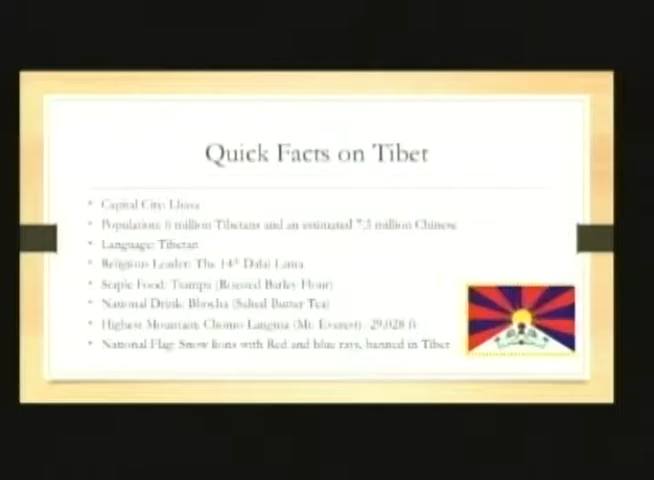 Quick Facts on Tibet
• Capital City: Lhasa
• Population: 6 million Tibetans and an estimated 7.5 million Chinese
• Language: Tibetan
• Religious Leader: The 14th Dalai Lama
• Staple Food: Tsampa (Roasted Barley Flour)
• National Drink: Bhocha (Salted Butter Tea)
• Highest Mountain: Chomo Langma (Mt. Everest) 29,028 ft
• National Flag: Snow lions with Red and blue rays, banned in Tibet